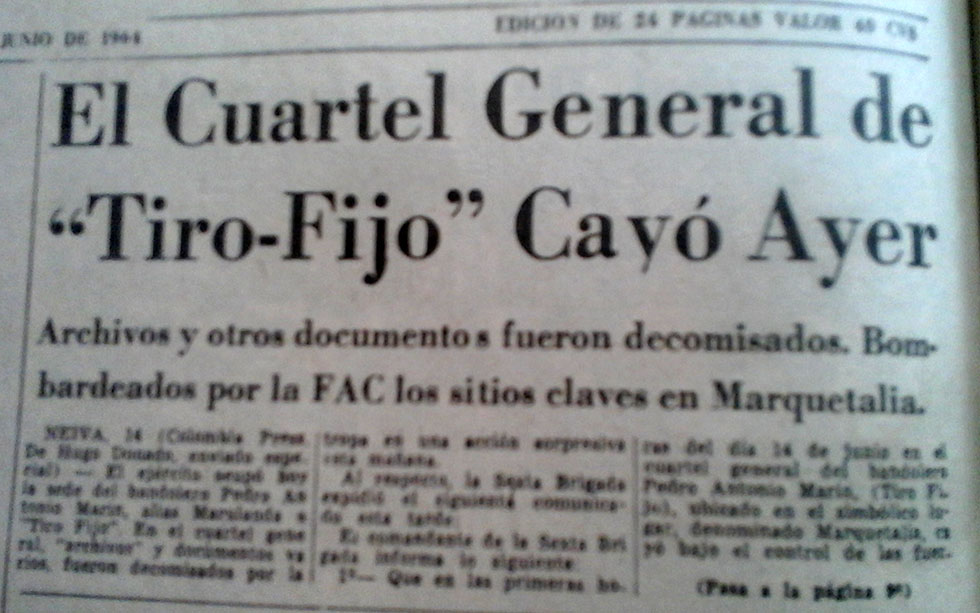 JUNIO DE 1964
EDICION DE 24 PAGINAS VALOR 60 CVS
El Cuartel General de
“Tiro-Fijo” Cayó Ayer
Archivos y otros documentos fueron decomisados. Bom-
bardeados por la FAC los sitios claves en Marquetalia.
NEIVA, 14 (Colombia Press.
De Hugo enviado espe-
cial) — El ejército ocupó hoy
la sede del bandolero Pedro An
tonio Marín, alias Marulanda o
"Tiro Fijo". En el cuartel gene
ral, "archivos" y documentos va
rios, fueron decomisados por la
tropa en una acción sorpresiva
esta mañana.
Al respecto, la Sexta Brigada
expidió el siguiente comunica-
do esta tarde:
El comandante de la Sexta Bri
gada informa lo siguiente:
1º— Que en las primeras ho-
ras del día 14 de junio en el
cuartel general del bandolero
Pedro Antonio Marín, (Tiro Fi-
jo), ubicado en el simbólico lu-
gar, denominado Marquetalia, ca
yó bajo el control de las fuer-
(Pasa a la página 9ª)